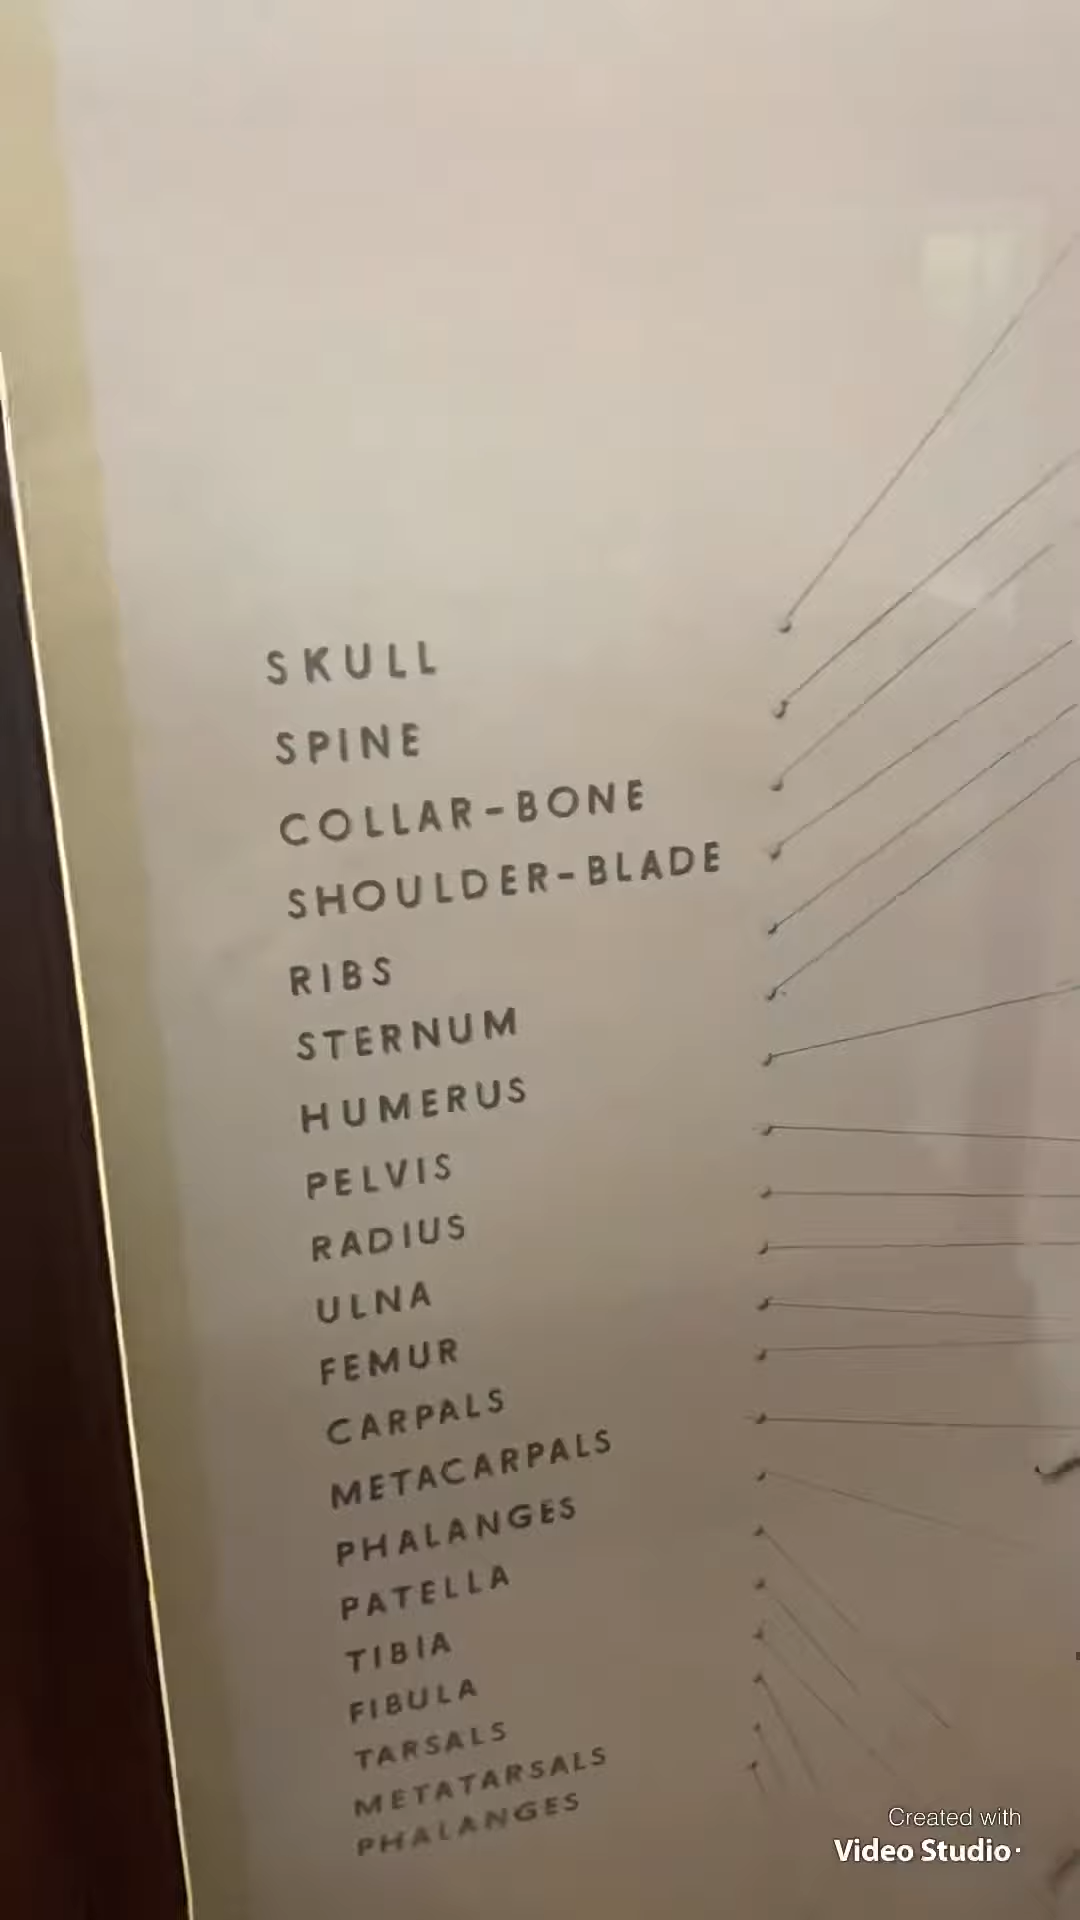 SKULL
SPINE
COLLAR-BONE
SHOULDER-BLADE
RIBS
STERNUM
HUMERUS
PELVIS
RADIUS
ULNA
FEMUR
CARPALS
METACARPALS
PHALANGES
PATELLA
TIBIA
FIBULA
TARSALS
METATARSALS
PHALANGES
Created with
Video Studio